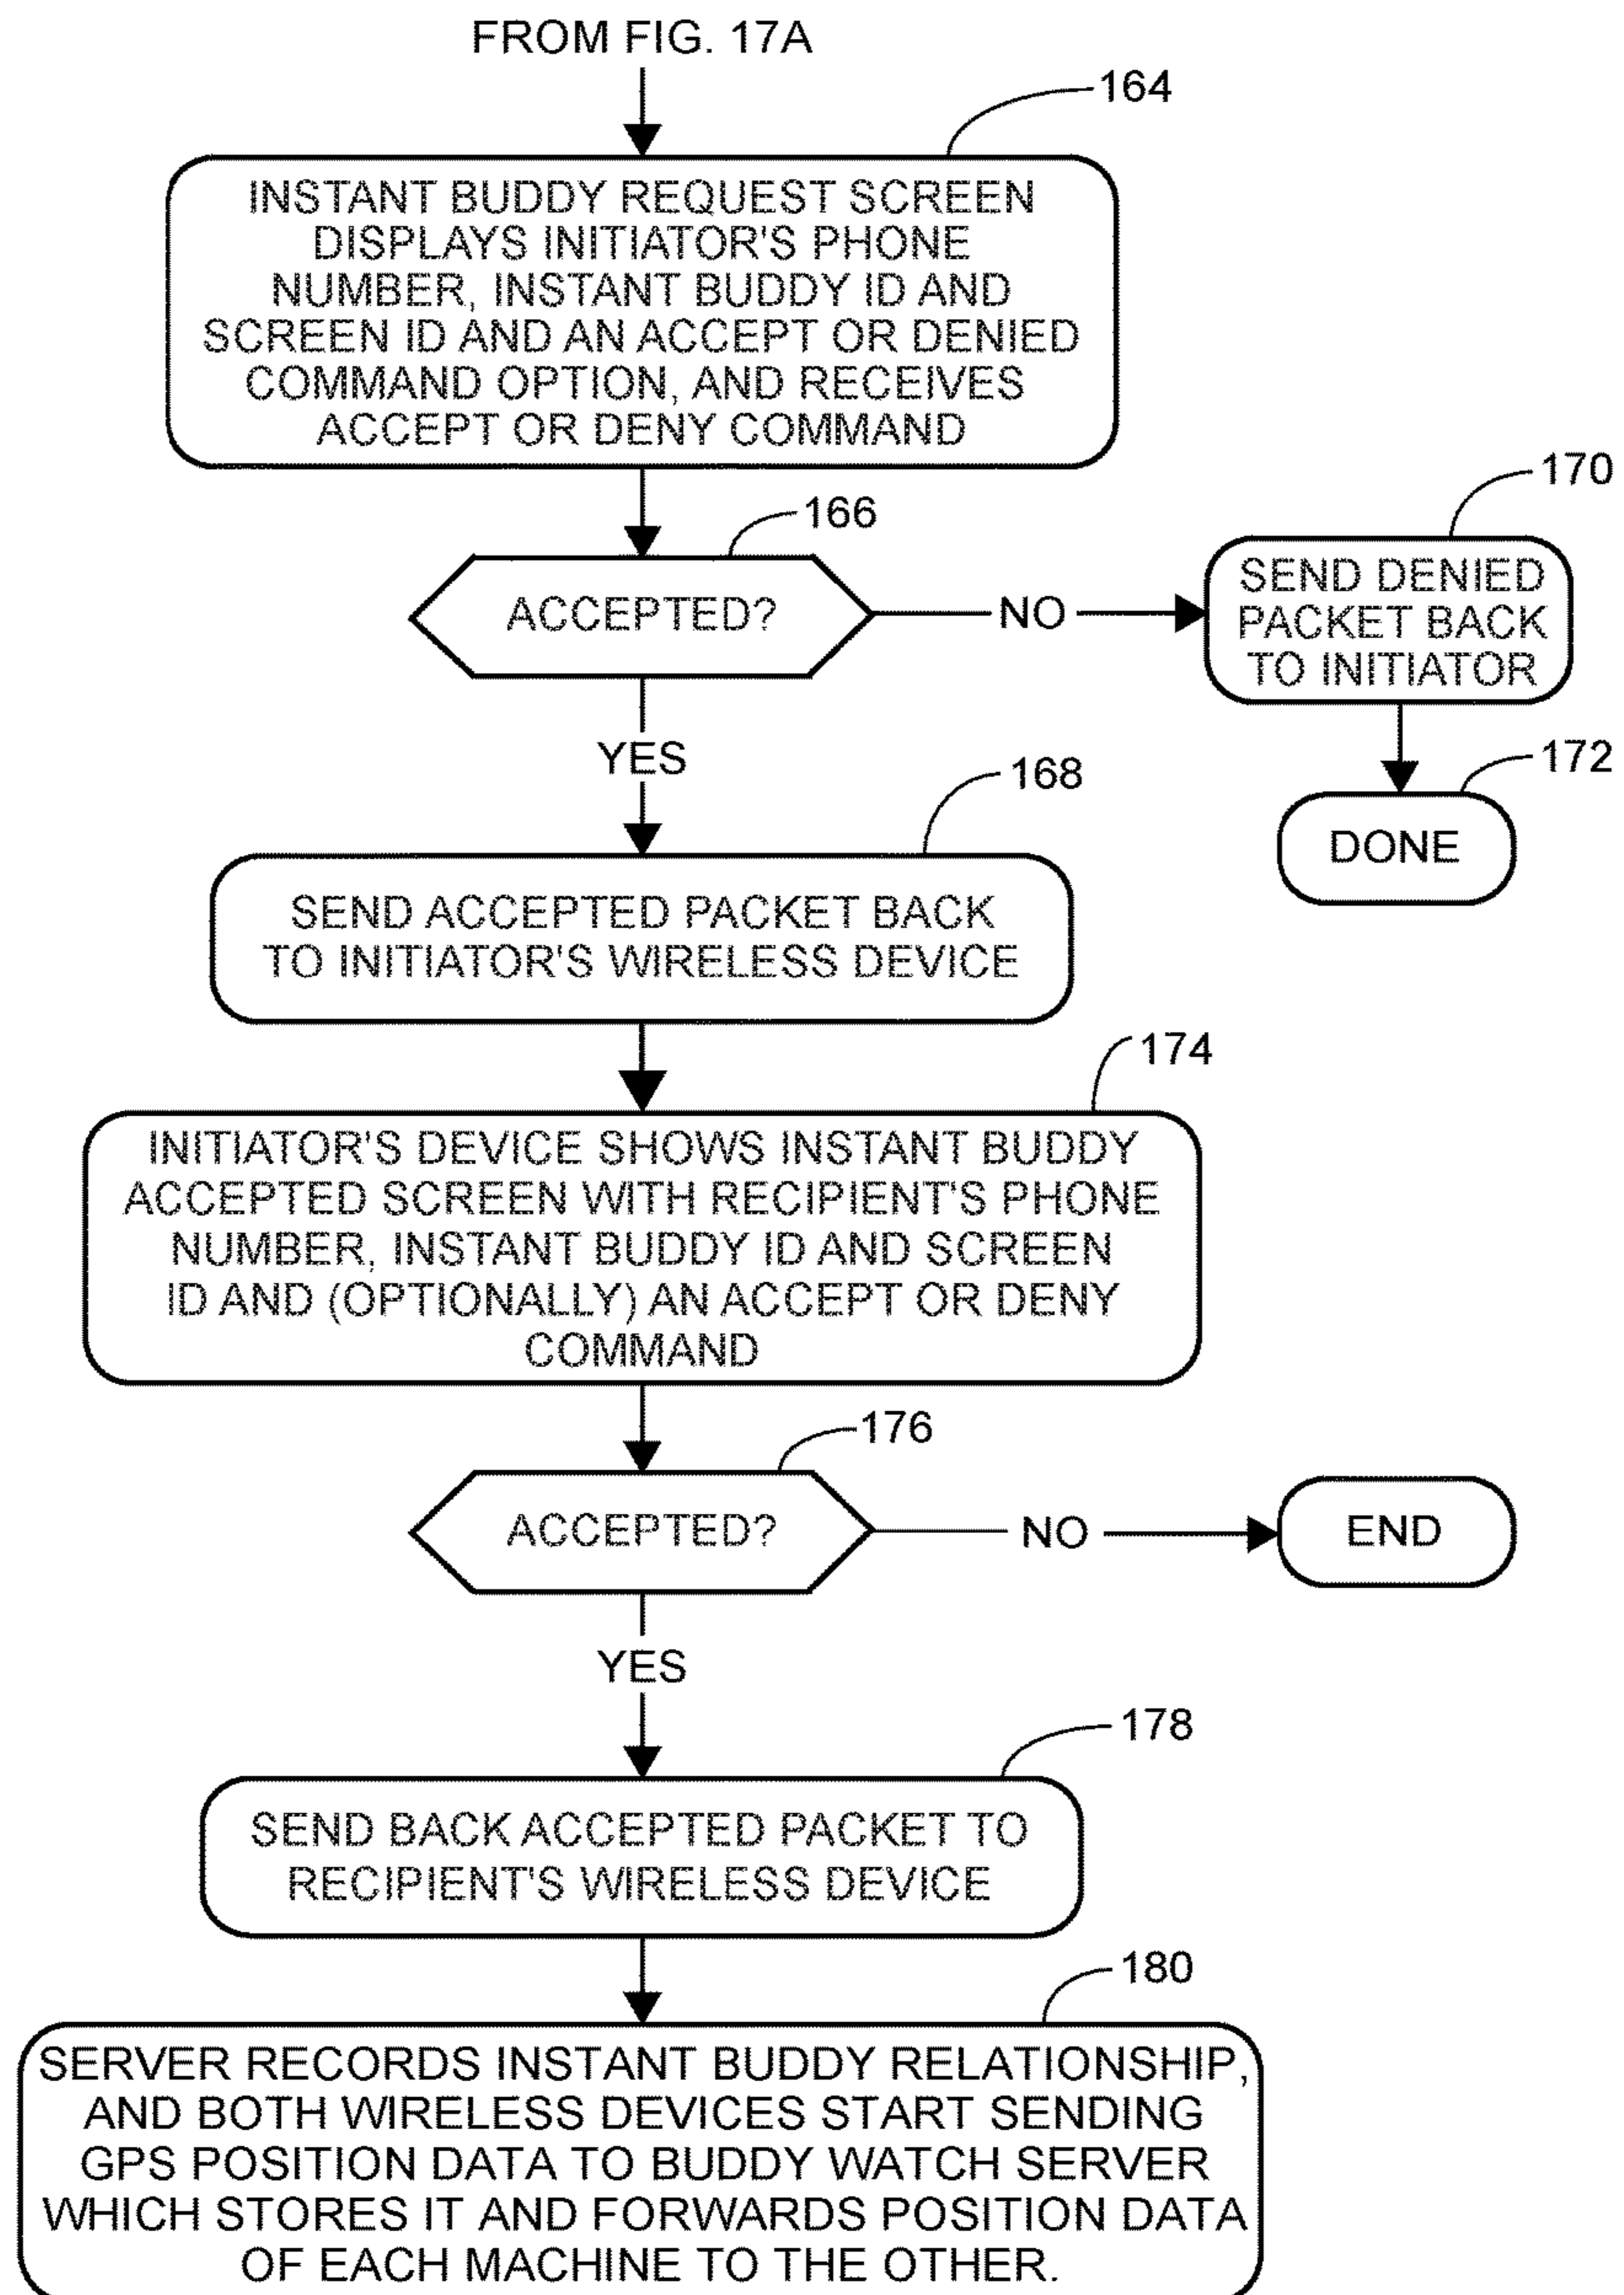 FROM FIG. 17A
164
INSTANT BUDDY REQUEST SCREEN
DISPLAYS INITIATOR'S PHONE
NUMBER, INSTANT BUDDY ID AND
SCREEN ID AND AN ACCEPT OR DENIED
COMMAND OPTION, AND RECEIVES
ACCEPT OR DENY COMMAND
166
ACCEPTED?
NO
170
SEND DENIED
PACKET BACK
TO INITIATOR
172
DONE
YES
168
SEND ACCEPTED PACKET BACK
TO INITIATOR'S WIRELESS DEVICE
174
INITIATOR'S DEVICE SHOWS INSTANT BUDDY
ACCEPTED SCREEN WITH RECIPIENT'S PHONE
NUMBER, INSTANT BUDDY ID AND SCREEN
ID AND (OPTIONALLY) AN ACCEPT OR DENY
COMMAND
176
ACCEPTED?
NO
END
YES
178
SEND BACK ACCEPTED PACKET TO
RECIPIENT'S WIRELESS DEVICE
180
SERVER RECORDS INSTANT BUDDY RELATIONSHIP,
AND BOTH WIRELESS DEVICES START SENDING
GPS POSITION DATA TO BUDDY WATCH SERVER
WHICH STORES IT AND FORWARDS POSITION DATA
OF EACH MACHINE TO THE OTHER.